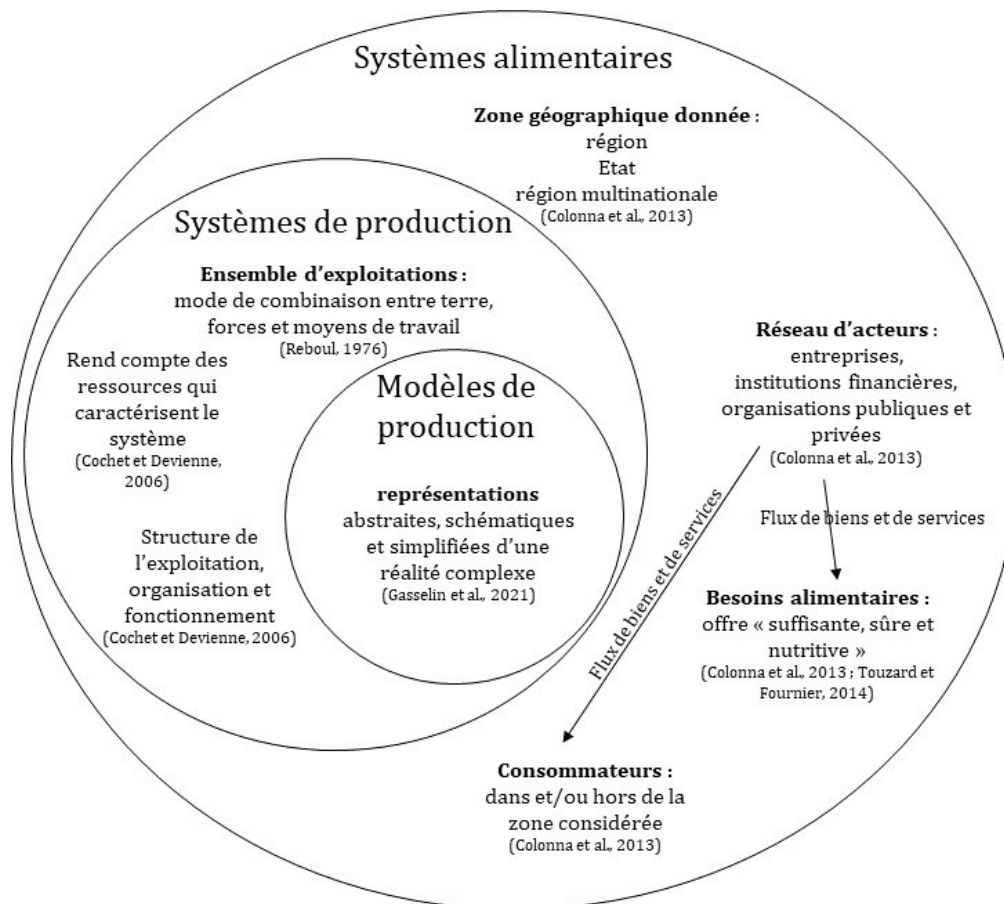 Systèmes alimentaires
Zone géographique donnée :
région
Etat
région multinationale
(Colonna et al., 2013)
Systèmes de production
Ensemble d’exploitations :
mode de combinaison entre terre,
forces et moyens de travail
(Reboul, 1976)
Rend compte des
ressources qui
caractérisent le
système
(Cochet et Devienne,
2006)
Structure de
l’exploitation,
organisation et
fonctionnement
(Cochet et Devienne, 2006)
Modèles de
production
représentations
abstraites, schématiques
et simplifiées d’une
réalité complexe
(Gasselin et al., 2021)
Réseau d’acteurs :
entreprises,
institutions financières,
organisations publiques et
privées
(Colonna et al., 2013)
Flux de biens et de services
Flux de biens et de services
Besoins alimentaires :
offre « suffisante, sûre et
nutritive »
(Colonna et al., 2013 ; Touzard et
Fournier, 2014)
Consommateurs :
dans et/ou hors de la
zone considérée
(Colonna et al., 2013)